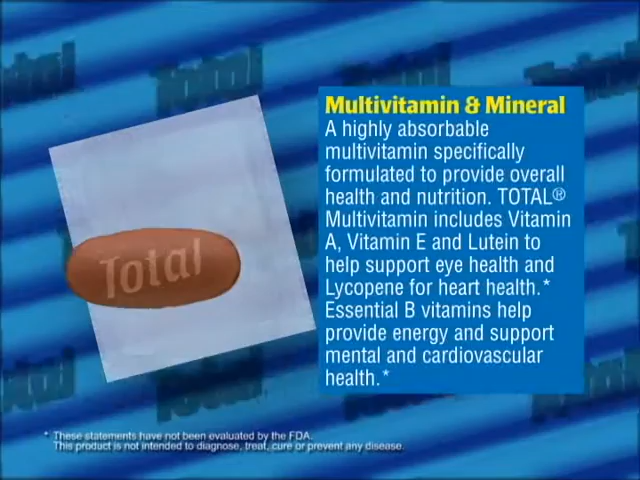 Total
Total
Multivitamin & Mineral
A highly absorbable
multivitamin specifically
formulated to provide overall
health and nutrition. TOTAL®
Multivitamin includes Vitamin
A, Vitamin E and Lutein to
help support eye health and
Lycopene for heart health.*
Essential B vitamins help
provide energy and support
mental and cardiovascular
health.*
Total
* These statements have not been evaluated by the FDA.
This product is not intended to diagnose, treat, cure or prevent any disease.